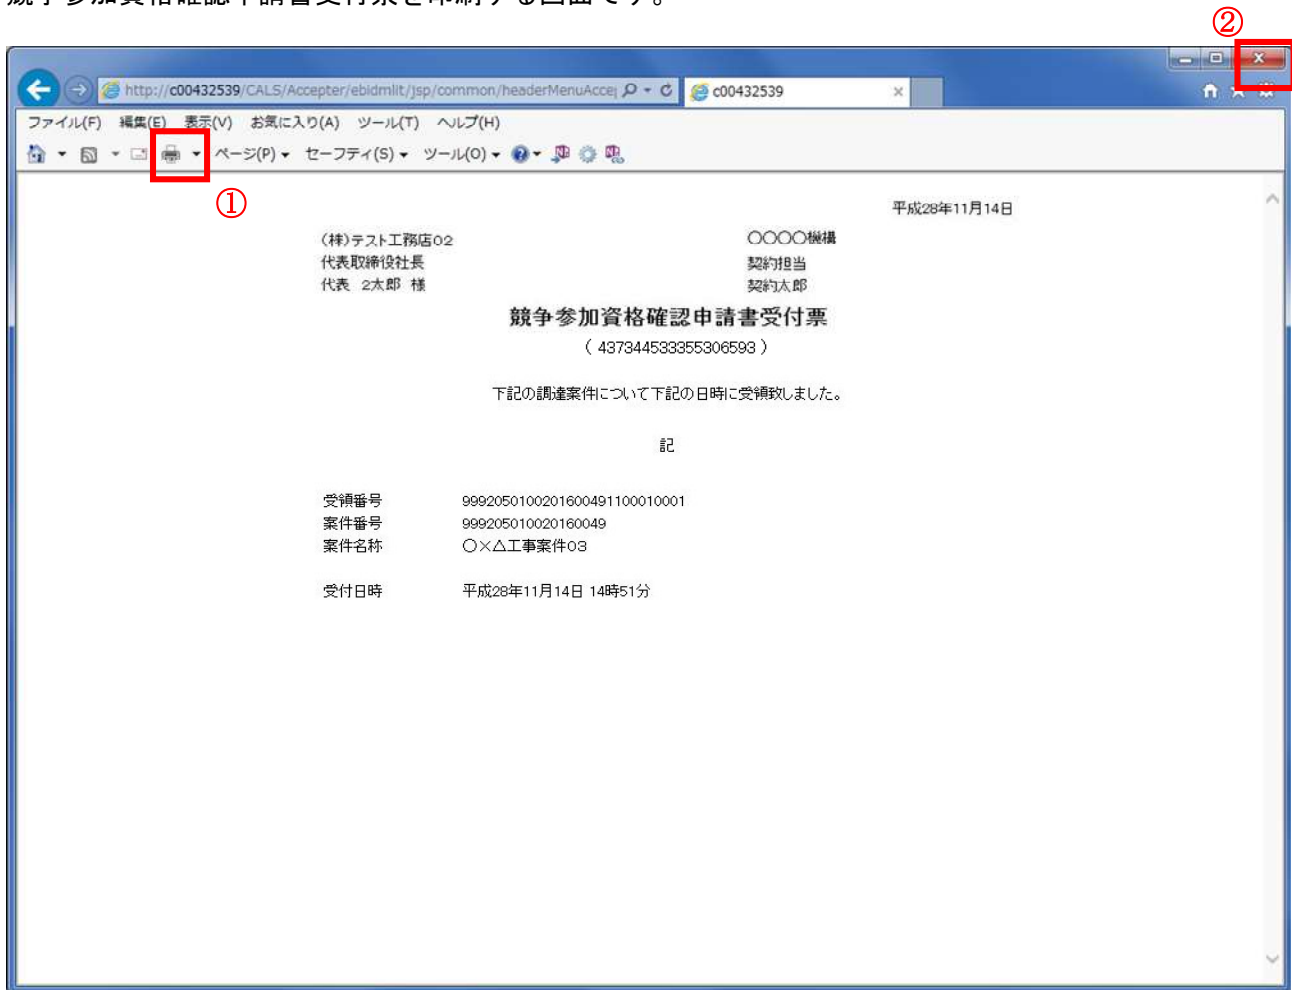 競争参加資格確認申請書受付票を印刷する画面です。
②
http://c00432539/CALS/Accepter/ebidmlit/jsp/common/headerMenuAccep
c00432539
ファイル(F) 編集(E) 表示(V) お気に入り(A) ツール(T) ヘルプ(H)
ページ(P) セーフティ(S) ツール(O)
①
平成28年11月14日
(株)テスト工務店02
〇〇〇〇機構
代表取締役社長
契約担当
代表 2太郎 様
契約太郎
競争参加資格確認申請書受付票
( 437344533355306593 )
下記の調達案件について下記の日時に受領致しました。
記
受領番号 9992050100201600491100010001
案件番号 999205010020160049
案件名称 〇×△工事案件03
受付日時 平成28年11月14日 14時51分